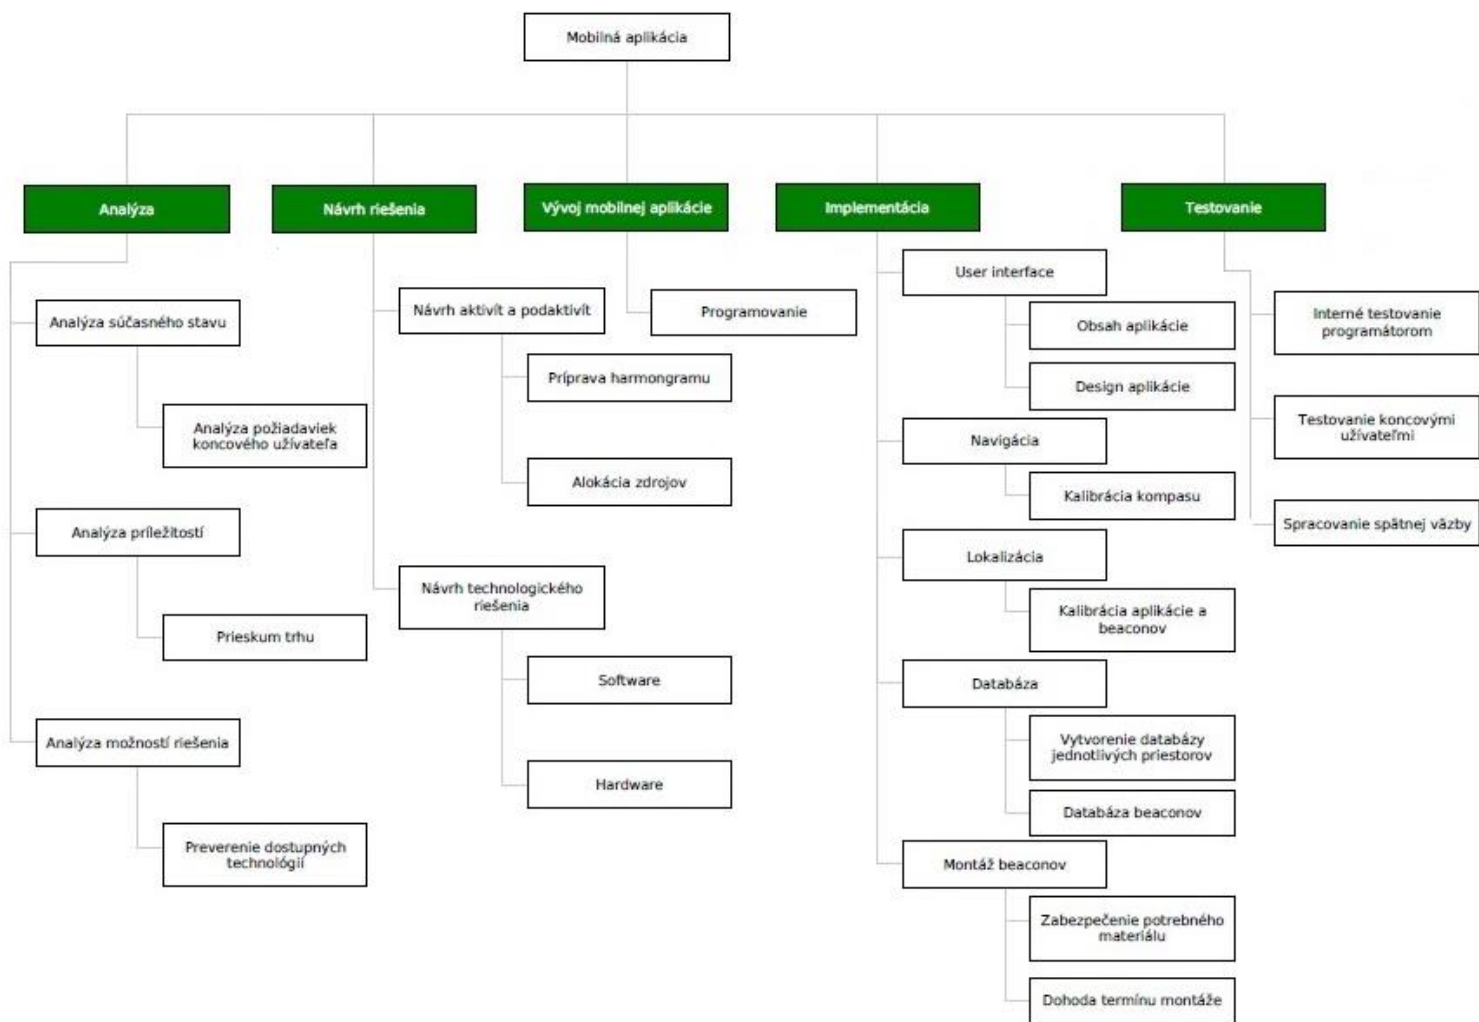 Mobilná aplikácia
Analýza
Návrh riešenia
Vývoj mobilnej aplikácie
Implementácia
Testovanie
Analýza súčasného stavu
Analýza požiadaviek
koncového užívateľa
Analýza príležitostí
Prieskum trhu
Analýza možností riešenia
Preverenie dostupných
technológií
Návrh aktivít a podaktivít
Príprava harmongramu
Alokácia zdrojov
Návrh technologického
riešenia
Software
Hardware
Programovanie
User interface
Obsah aplikácie
Design aplikácie
Navigácia
Kalibrácia kompasu
Lokalizácia
Kalibrácia aplikácie a
beaconov
Databáza
Vytvorenie databázy
jednotlivých priestorov
Databáza beaconov
Montáž beaconov
Zabezpečenie potrebného
materiálu
Dohoda termínu montáže
Interné testovanie
programátorom
Testovanie koncovými
užívateľmi
Spracovanie spätnej väzby